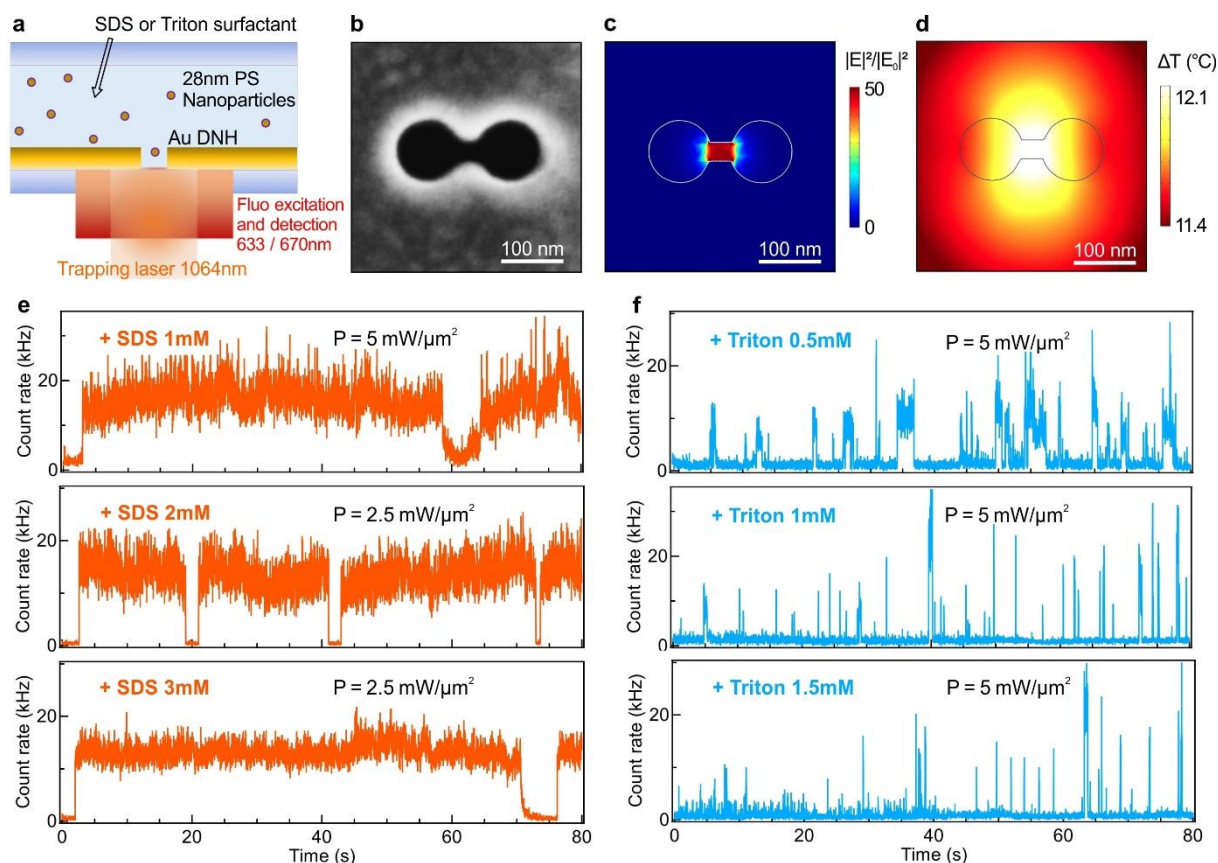 a
SDS or Triton surfactant
28nm PS
Nanoparticles
Au DNH
Fluo excitation
and detection
633 / 670nm
Trapping laser 1064nm
b
100 nm
c
|E|²/|E₀|²
50
0
100 nm
d
ΔT (°C)
12.1
11.4
100 nm
e
+ SDS 1mM
P = 5 mW/µm²
Count rate (kHz)
20
0
+ SDS 2mM
P = 2.5 mW/µm²
Count rate (kHz)
20
0
+ SDS 3mM
P = 2.5 mW/µm²
Count rate (kHz)
20
0
0 20 40 60 80
Time (s)
f
+ Triton 0.5mM
P = 5 mW/µm²
Count rate (kHz)
20
0
+ Triton 1mM
P = 5 mW/µm²
Count rate (kHz)
20
0
+ Triton 1.5mM
P = 5 mW/µm²
Count rate (kHz)
20
0
0 20 40 60 80
Time (s)